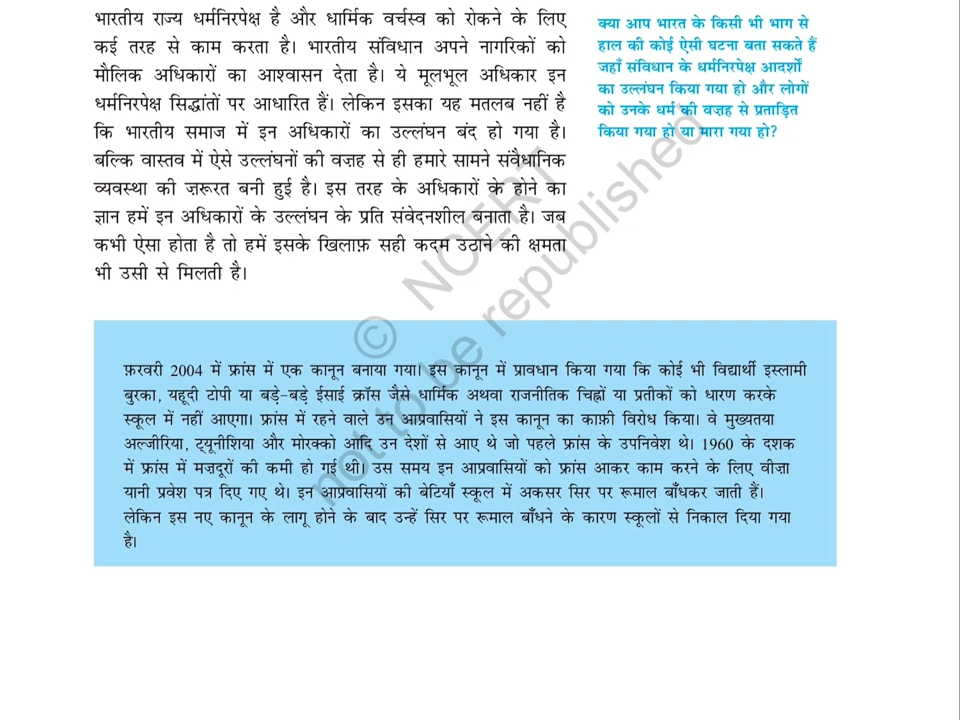 भारतीय राज्य धर्मनिरपेक्ष है और धार्मिक वर्चस्व को रोकने के लिए
कई तरह से काम करता है। भारतीय संविधान अपने नागरिकों को
मौलिक अधिकारों का आश्वासन देता है। ये मूलभूल अधिकार इन
धर्मनिरपेक्ष सिद्धांतों पर आधारित हैं। लेकिन इसका यह मतलब नहीं है
कि भारतीय समाज में इन अधिकारों का उल्लंघन बंद हो गया है।
बल्कि वास्तव में ऐसे उल्लंघनों की वज़ह से ही हमारे सामने संवैधानिक
व्यवस्था की ज़रूरत बनी हुई है। इस तरह के अधिकारों के होने का
ज्ञान हमें इन अधिकारों के उल्लंघन के प्रति संवेदनशील बनाता है। जब
कभी ऐसा होता है तो हमें इसके खिलाफ़ सही कदम उठाने की क्षमता
भी उसी से मिलती है।
क्या आप भारत के किसी भी भाग से
हाल की कोई ऐसी घटना बता सकते हैं
जहाँ संविधान के धर्मनिरपेक्ष आदर्शों
का उल्लंघन किया गया हो और लोगों
को उनके धर्म की वज़ह से प्रताड़ित
किया गया हो या मारा गया हो?
फ़रवरी 2004 में फ्रांस में एक कानून बनाया गया। इस कानून में प्रावधान किया गया कि कोई भी विद्यार्थी इस्लामी
बुरका, यहूदी टोपी या बड़े-बड़े ईसाई क्रॉस जैसे धार्मिक अथवा राजनीतिक चिह्नों या प्रतीकों को धारण करके
स्कूल में नहीं आएगा। फ्रांस में रहने वाले उन आप्रवासियों ने इस कानून का काफ़ी विरोध किया। वे मुख्यतया
अल्जीरिया, ट्यूनीशिया और मोरक्को आदि उन देशों से आए थे जो पहले फ्रांस के उपनिवेश थे। 1960 के दशक
में फ्रांस में मज़दूरों की कमी हो गई थी। उस समय इन आप्रवासियों को फ्रांस आकर काम करने के लिए वीज़ा
यानी प्रवेश पत्र दिए गए थे। इन आप्रवासियों की बेटियाँ स्कूल में अकसर सिर पर रूमाल बाँधकर जाती हैं।
लेकिन इस नए कानून के लागू होने के बाद उन्हें सिर पर रूमाल बाँधने के कारण स्कूलों से निकाल दिया गया
है।
© NCERT
not to be republished